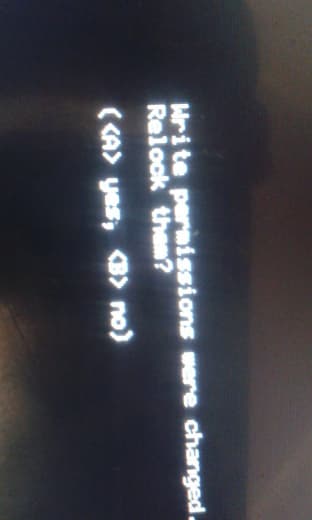 Write permissions were changed.
Relock them?
(<A> yes, <B> no)